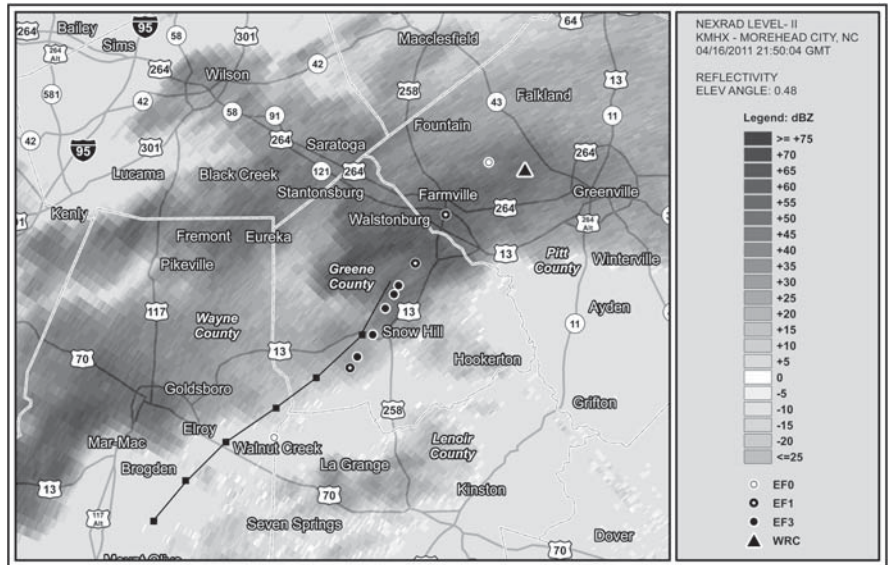 Bailey
Sims
264
95
58
301
Macclesfield
64
NEXRAD LEVEL- II
KMHX - MOREHEAD CITY, NC
04/16/2011 21:50:04 GMT
REFLECTIVITY
ELEV ANGLE: 0.48
Legend: dBZ
>= +75
+70
+65
+60
+55
+50
+45
+40
+35
+30
+25
+20
+15
+10
+5
0
-5
-10
-15
-20
<=25
EF0
EF1
EF3
WRC
264 Alt
264
Wilson
42
13
581
42
58
91
258
43
Falkland
11
42
301
264
Saratoga
Fountain
95
Lucama
Black Creek
121
264
264
Stantonsburg
Farmville
Greenville
Kenly
Walstonburg
264
264 Alt
Fremont
Eureka
13
Pikeville
Greene County
Pitt County
Winterville
117
Wayne County
13
Ayden
11
70
13
Snow Hill
Hookerton
Goldsboro
Grifton
258
Elroy
Mar-Mac
Walnut Creek
Lenoir County
Brogden
La Grange
13
70
Kinston
117 Alt
Seven Springs
Dover
70
Mount Olive